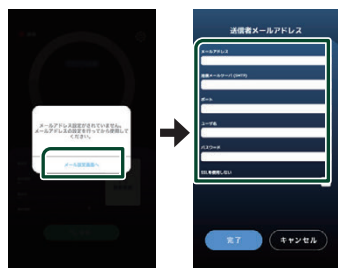 メールアドレス設定がされていません。
メールアドレスの設定を行ってから使用して
ください。
メール設定画面へ
送信者メールアドレス
メールアドレス
送信メールサーバ(SMTP)
ポート
ユーザ名
パスワード
SSLを使用しない
完了
キャンセル